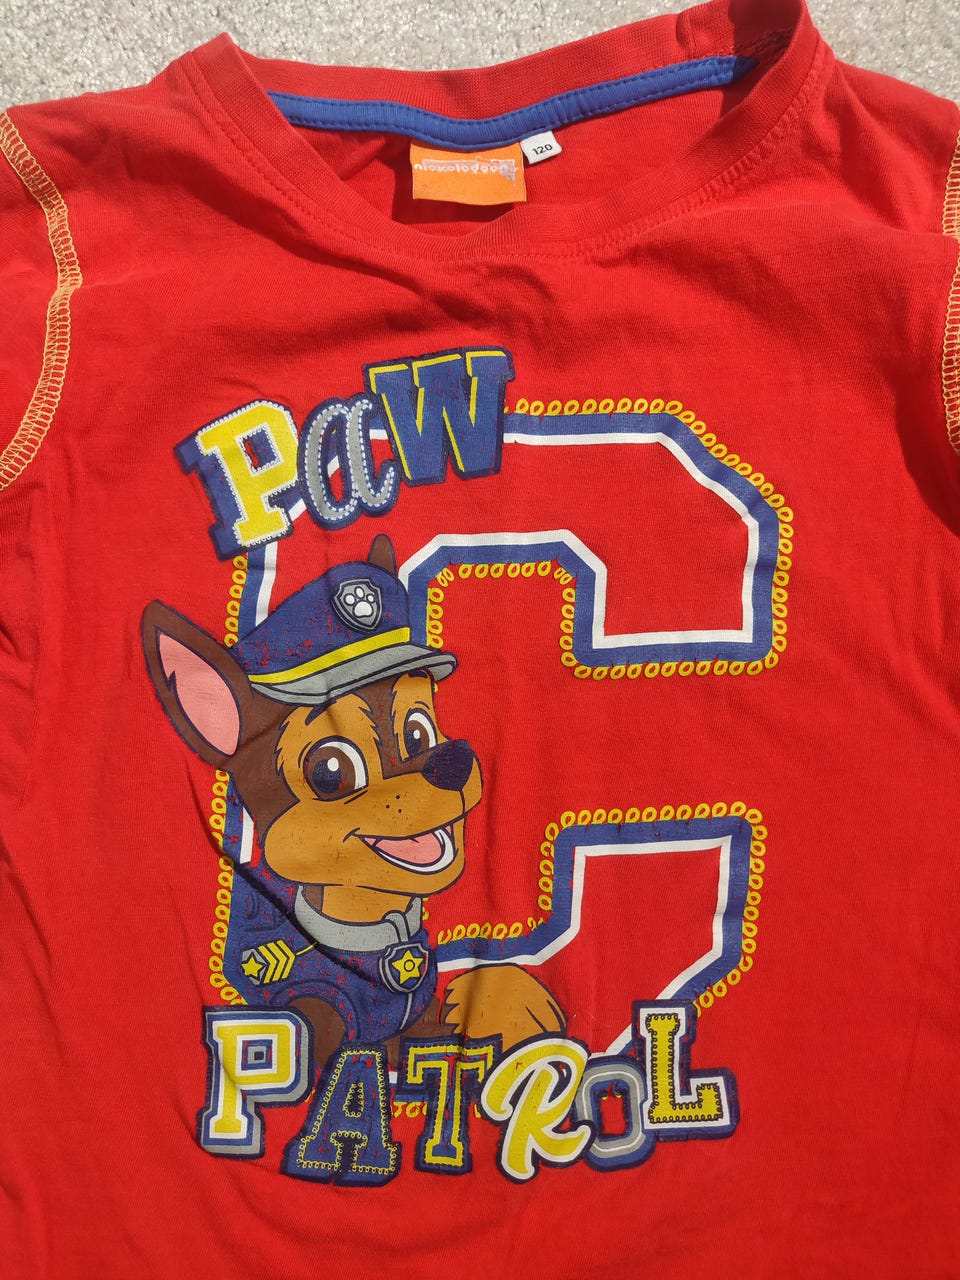 nickelodeon
120
PaW
C
PATROL